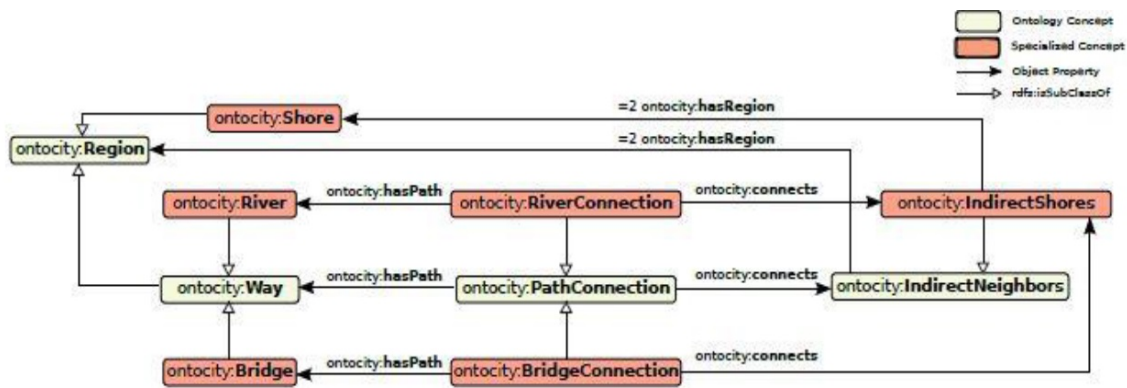 Ontology Concept
Specialized Concept
Object Property
rdfs:isSubClassOf
=2 ontocity:hasRegion
ontocity:Shore
=2 ontocity:hasRegion
ontocity:Region
ontocity:hasPath
ontocity:connects
ontocity:River
ontocity:RiverConnection
ontocity:IndirectShores
ontocity:hasPath
ontocity:connects
ontocity:Way
ontocity:PathConnection
ontocity:IndirectNeighbors
ontocity:hasPath
ontocity:connects
ontocity:Bridge
ontocity:BridgeConnection